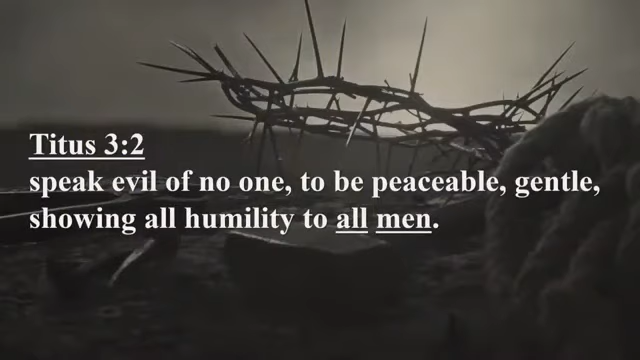 Titus 3:2
speak evil of no one, to be peaceable, gentle,
showing all humility to all men.